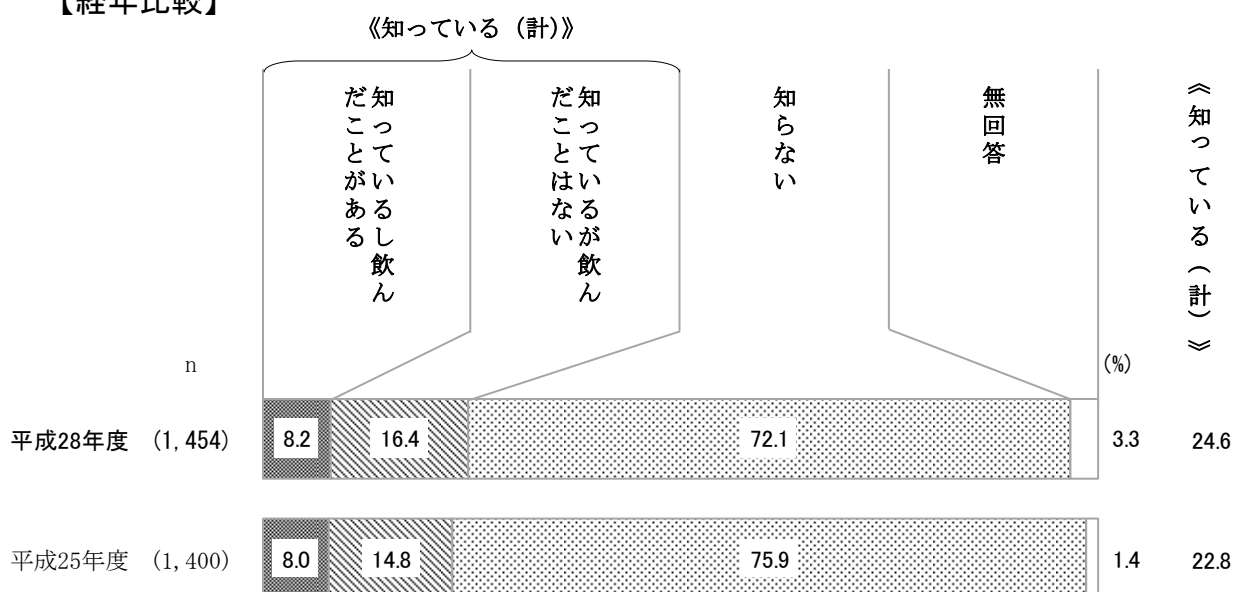 【経年比較】
《知っている（計）》
知っているし飲ん
だことがある
知っているが飲ん
だことはない
知らない
無回答
《知っている（計）》
n
(%)
平成28年度 (1,454) 8.2 16.4 72.1 3.3 24.6
平成25年度 (1,400) 8.0 14.8 75.9 1.4 22.8